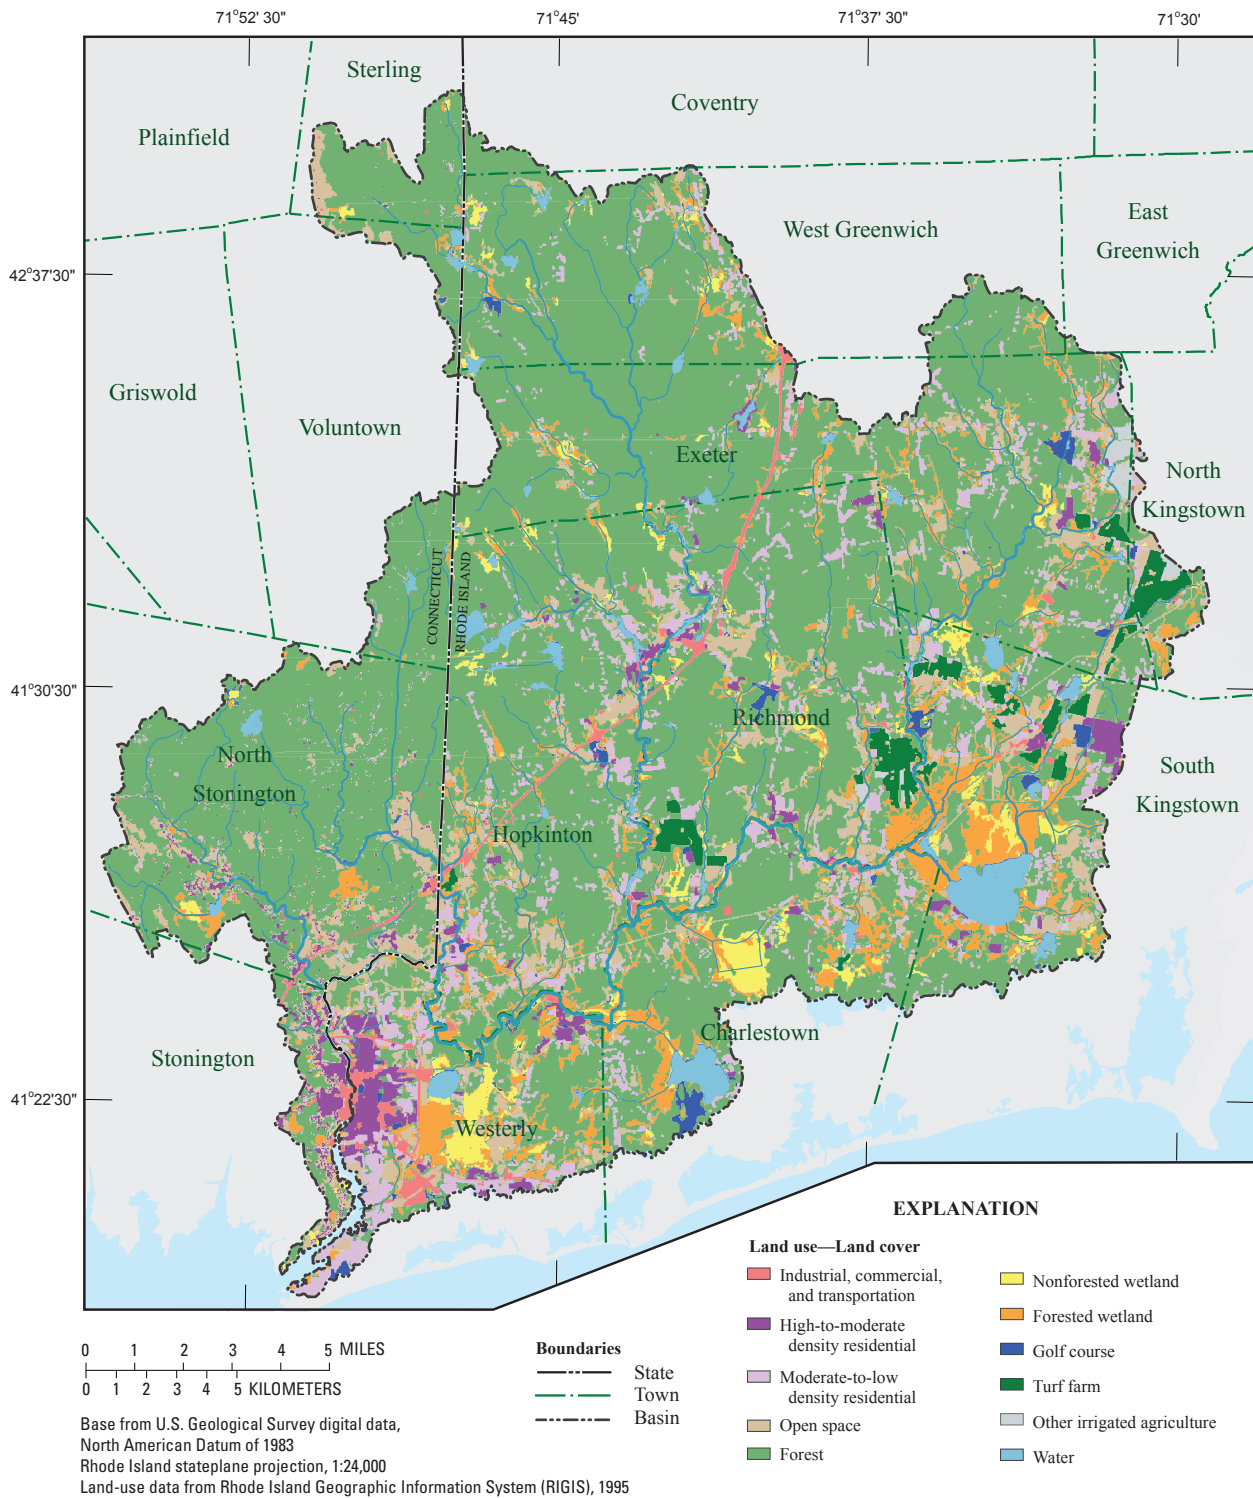 71°52' 30"
71°45'
71°37' 30"
71°30'
Sterling
Coventry
Plainfield
East
Greenwich
West Greenwich
42°37'30"
Griswold
Voluntown
Exeter
North
Kingstown
CONNECTICUT
RHODE ISLAND
41°30'30"
Richmond
North
Stonington
South
Kingstown
Hopkinton
Charlestown
Stonington
41°22'30"
Westerly
EXPLANATION
Land use—Land cover
Industrial, commercial,
and transportation
High-to-moderate
density residential
Moderate-to-low
density residential
Open space
Forest
Nonforested wetland
Forested wetland
Golf course
Turf farm
Other irrigated agriculture
Water
0 1 2 3 4 5 MILES
0 1 2 3 4 5 KILOMETERS
Boundaries
State
Town
Basin
Base from U.S. Geological Survey digital data,
North American Datum of 1983
Rhode Island stateplane projection, 1:24,000
Land-use data from Rhode Island Geographic Information System (RIGIS), 1995